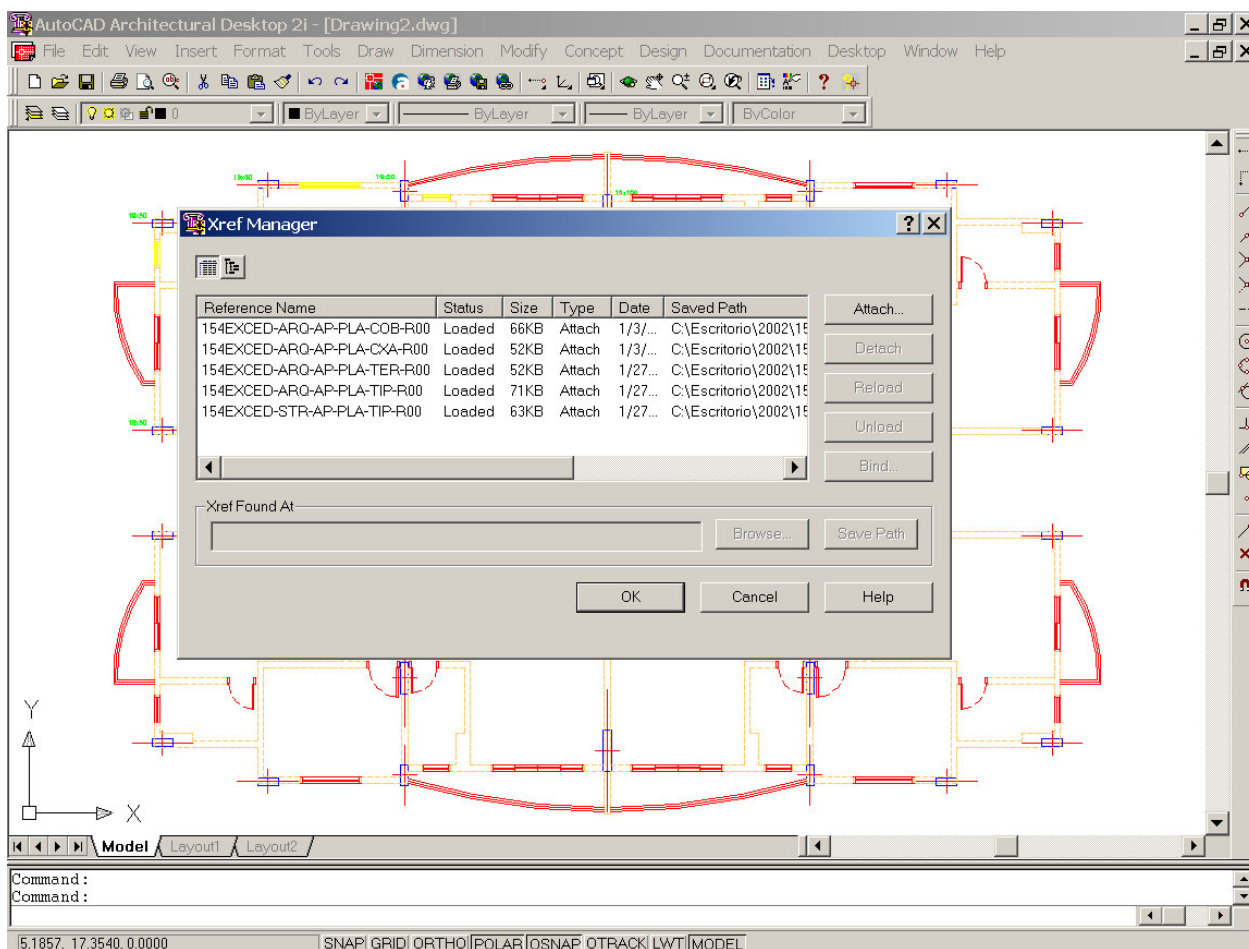 AutoCAD Architectural Desktop 2i - [Drawing2.dwg]
File Edit View Insert Format Tools Draw Dimension Modify Concept Design Documentation Desktop Window Help
0 ByLayer ByLayer ByLayer ByColor
Xref Manager
Reference Name Status Size Type Date Saved Path
154EXCED-ARQ-AP-PLA-COB-R00 Loaded 66KB Attach 1/3/... C:\Escritorio\2002\15
154EXCED-ARQ-AP-PLA-CXA-R00 Loaded 52KB Attach 1/3/... C:\Escritorio\2002\15
154EXCED-ARQ-AP-PLA-TER-R00 Loaded 52KB Attach 1/27... C:\Escritorio\2002\15
154EXCED-ARQ-AP-PLA-TIP-R00 Loaded 71KB Attach 1/27... C:\Escritorio\2002\15
154EXCED-STR-AP-PLA-TIP-R00 Loaded 63KB Attach 1/27... C:\Escritorio\2002\15
Attach...
Detach
Reload
Unload
Bind...
Xref Found At
Browse... Save Path
OK Cancel Help
Y
X
Model Layout1 Layout2
Command:
Command:
5.1857, 17.3540, 0.0000 SNAP GRID ORTHO POLAR OSNAP OTRACK LWT MODEL